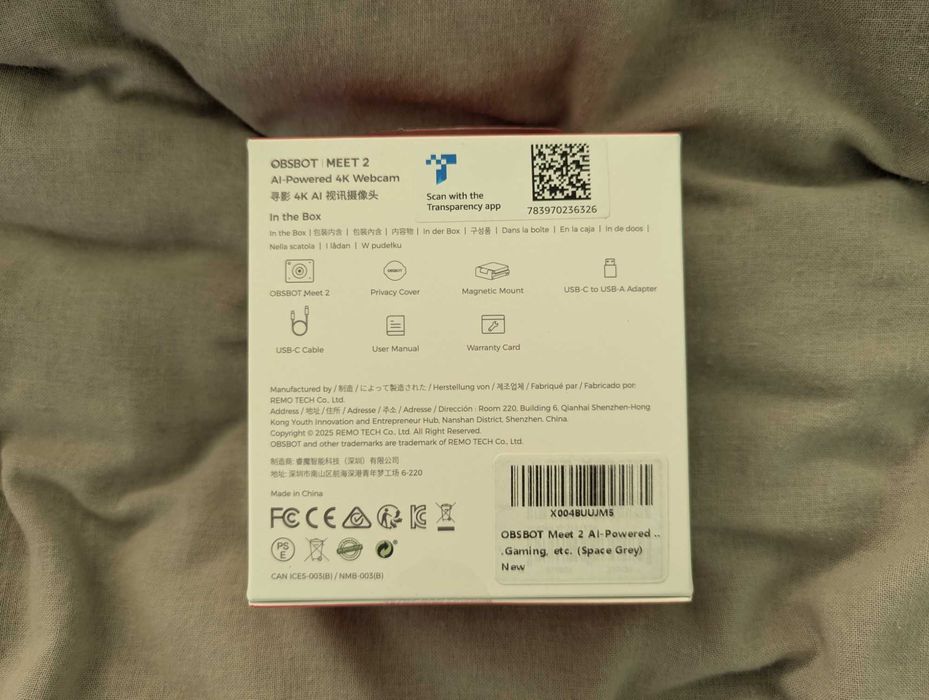 OBSBOT | MEET 2
AI-Powered 4K Webcam
寻影 4K AI 视讯摄像头
Scan with the
Transparency app
783970236326
In the Box
In the Box | 包装内含 | 包裝內含 | 内容物 | In der Box | 구성품 | Dans la boîte | En la caja | In de doos |
Nella scatola | I lådan | W pudełku
OBSBOT Meet 2
OBSBOT
Privacy Cover
Magnetic Mount
USB-C to USB-A Adapter
USB-C Cable
User Manual
Warranty Card
Manufactured by / 制造 / によって製造された / Herstellung von / 제조업체 / Fabriqué par / Fabricado por:
REMO TECH Co., Ltd.
Address / 地址 / 住所 / Adresse / 주소 / Adresse / Dirección : Room 220, Building 6, Qianhai Shenzhen-Hong
Kong Youth Innovation and Entrepreneur Hub, Nanshan District, Shenzhen, China.
Copyright © 2025 REMO TECH Co., Ltd. All Right Reserved.
OBSBOT and other trademarks are trademark of REMO TECH Co., Ltd.
制造商: 睿魔智能科技（深圳）有限公司
地址: 深圳市南山区前海深港青年梦工场 6-220
Made in China
FC CE
PS
E
CAN ICES-003(B) / NMB-003(B)
X004BUUJM5
OBSBOT Meet 2 AI-Powered ..
.Gaming, etc. (Space Grey)
New